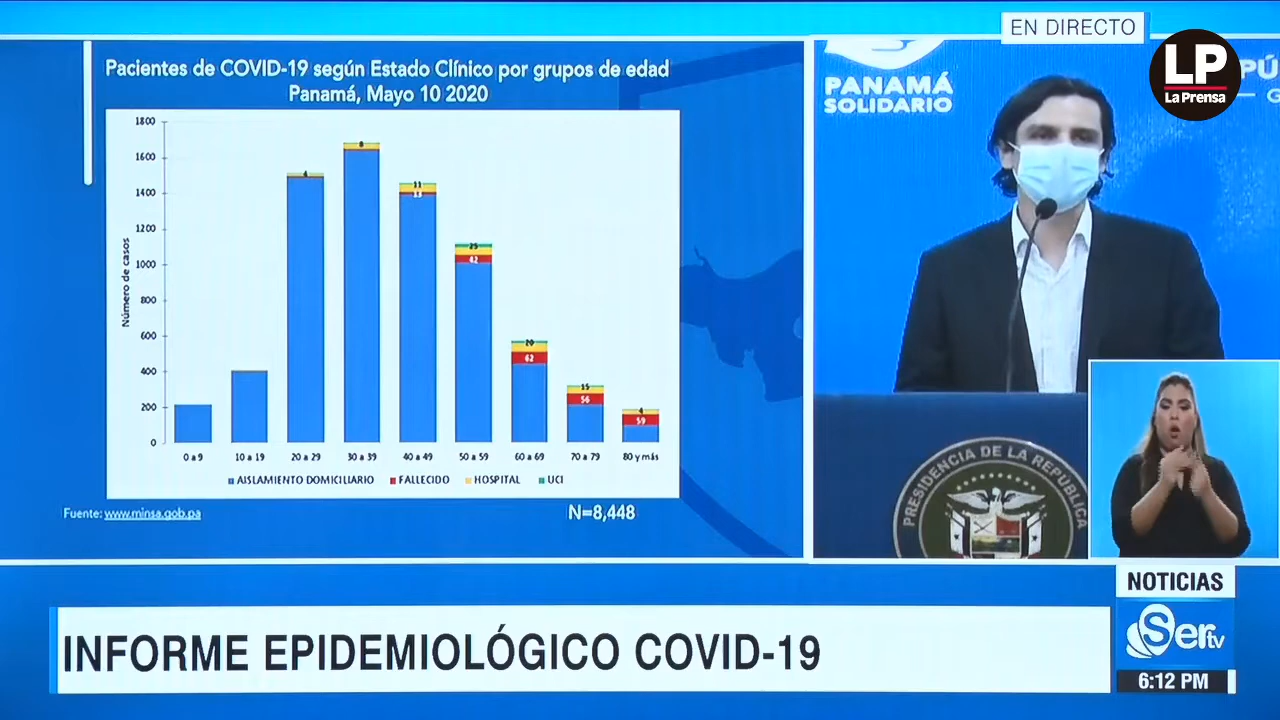 EN DIRECTO
LP
La Prensa
PANAMÁ
SOLIDARIO
Pacientes de COVID-19 según Estado Clínico por grupos de edad
Panamá, Mayo 10 2020
Número de casos
1800
1600
1400
1200
1000
800
600
400
200
0
4
8
11
13
25
42
20
62
15
56
4
59
0 a 9
10 a 19
20 a 29
30 a 39
40 a 49
50 a 59
60 a 69
70 a 79
80 y más
AISLAMIENTO DOMICILIARIO
FALLECIDO
HOSPITAL
UCI
Fuente: www.minsa.gob.pa
N=8,448
PRESIDENCIA DE LA REPÚBLICA
NOTICIAS
Sertv
6:12 PM
INFORME EPIDEMIOLÓGICO COVID-19